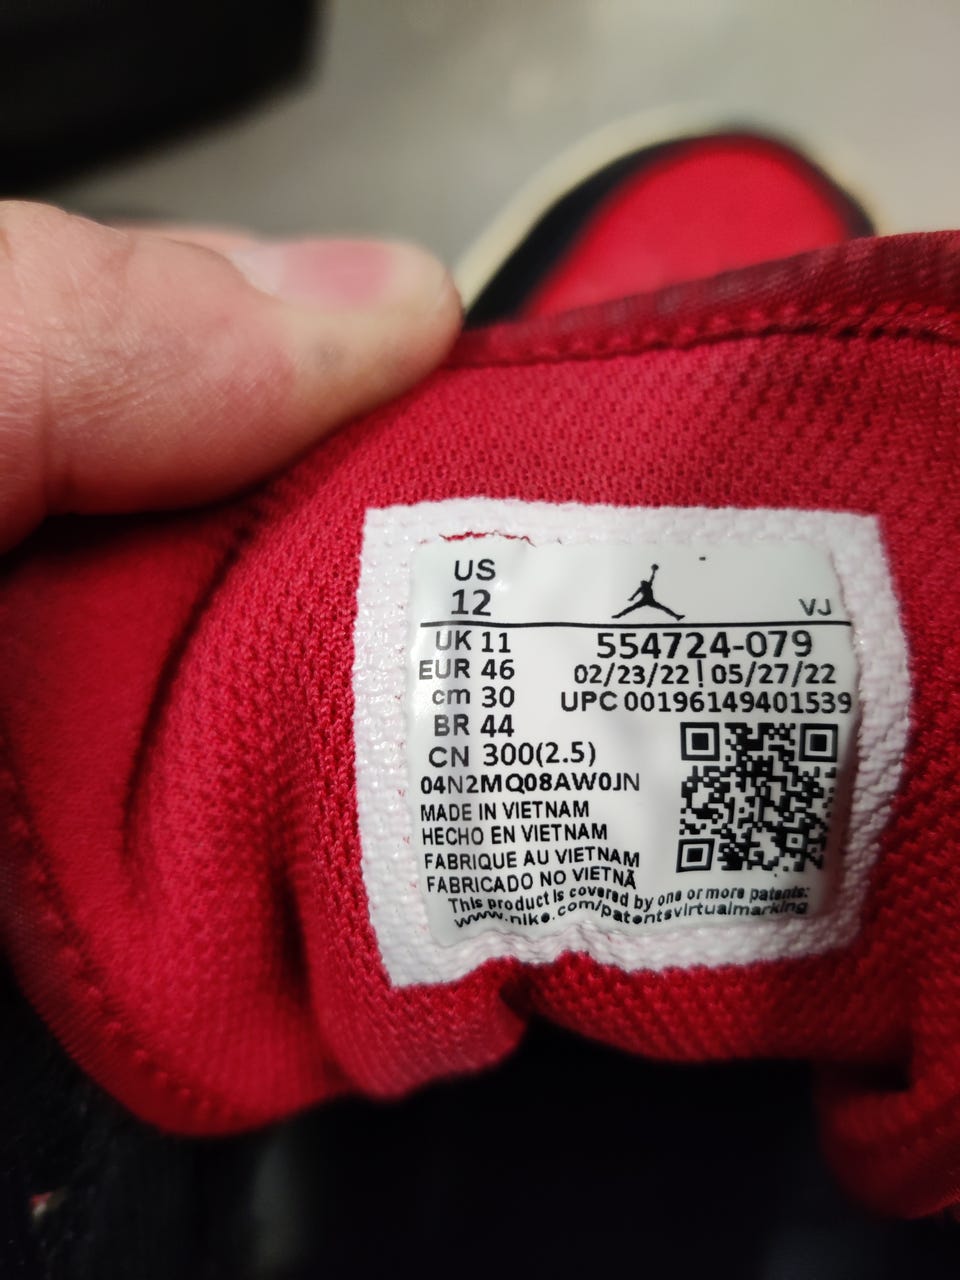 US
12
VJ
UK 11
554724-079
EUR 46
02/23/22 | 05/27/22
cm 30
UPC 00196149401539
BR 44
CN 300(2.5)
04N2MQ08AW0JN
MADE IN VIETNAM
HECHO EN VIETNAM
FABRIQUE AU VIETNAM
FABRICADO NO VIETNÃ
This product is covered by one or more patents:
www.nike.com/patentsvirtualmarking